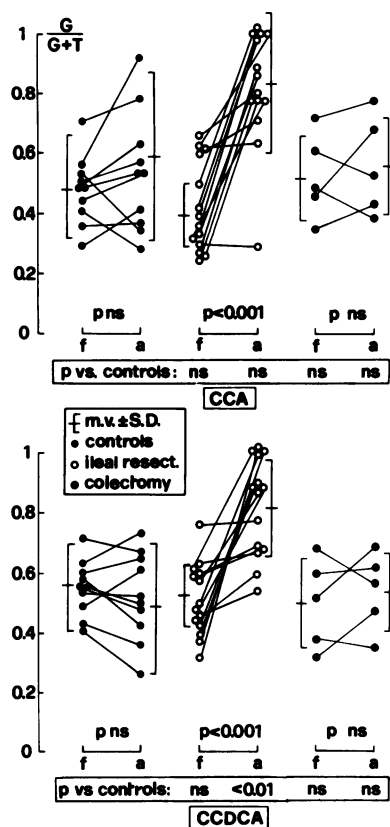 G
G+T
1
0.8
0.6
0.4
0.2
0
p ns
p<0.001
p ns
f a f a f a
p vs. controls: ns ns ns ns
CCA
m.v.±S.D.
controls
ileal resect.
colectomy
1
0.8
0.6
0.4
0.2
0
p ns
p<0.001
p ns
f a f a f a
p vs controls: ns <0.01 ns ns
CCDCA